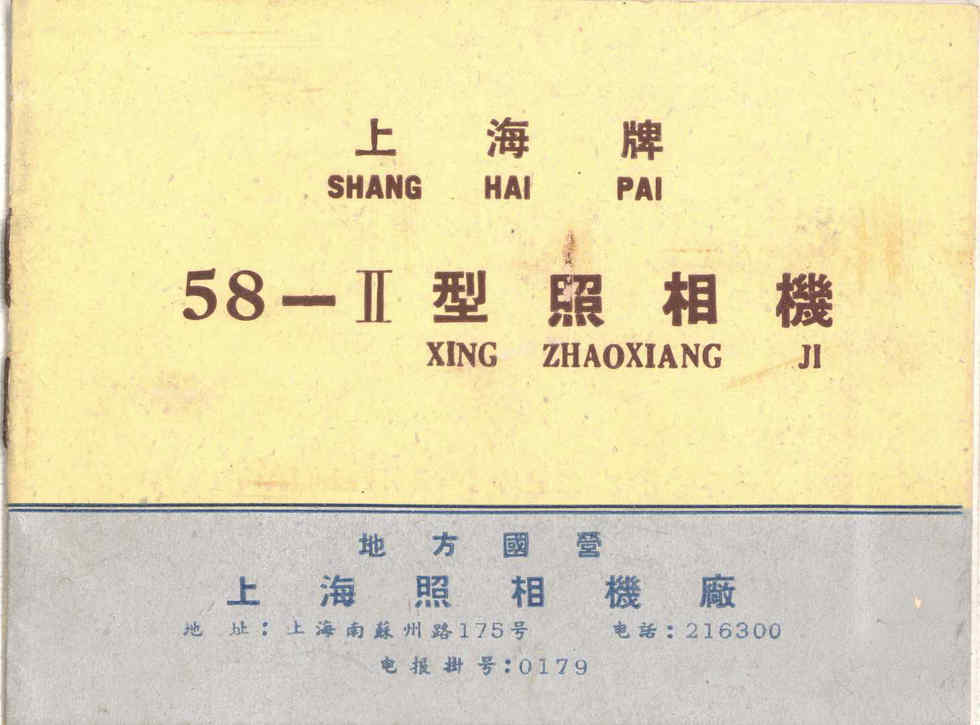 上海牌
SHANG HAI PAI
58—Ⅱ型照相機
XING ZHAOXIANG JI
地方國營
上海照相機廠
地址：上海南蘇州路175号 电話：216300
电报掛号：0179